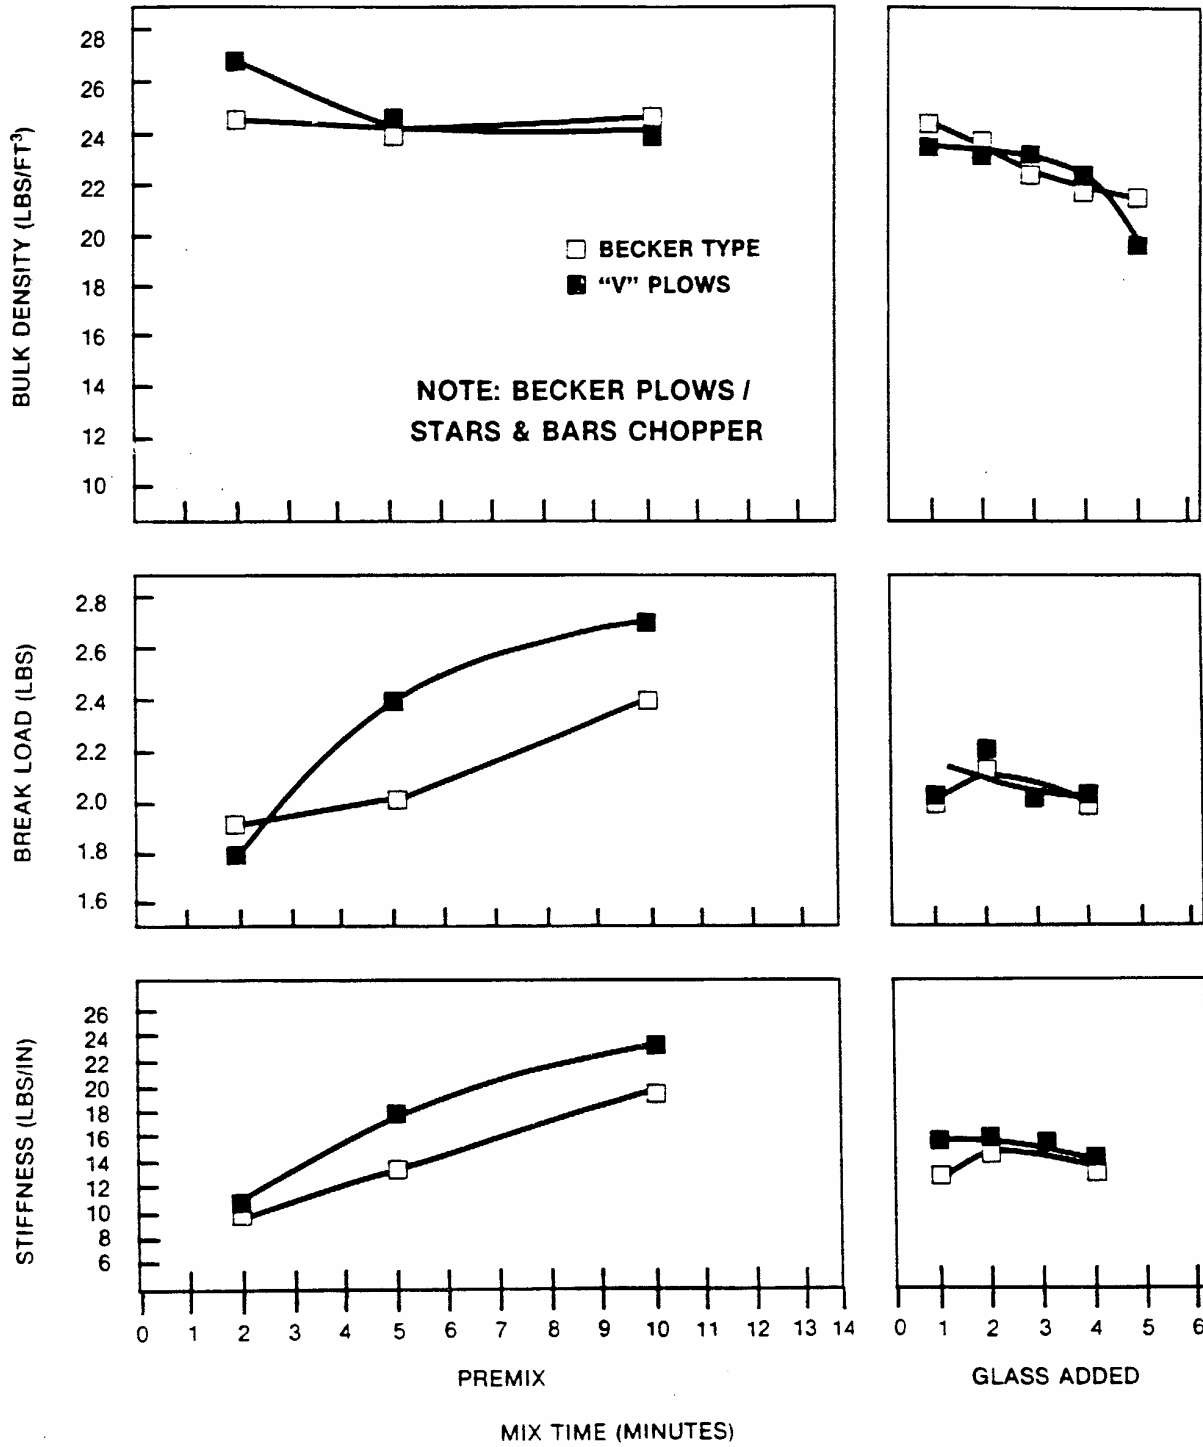 BULK DENSITY (LBS/FT³)
28
26
24
22
20
18
16
14
12
10
□ BECKER TYPE
■ “V” PLOWS
NOTE: BECKER PLOWS /
STARS & BARS CHOPPER
BREAK LOAD (LBS)
2.8
2.6
2.4
2.2
2.0
1.8
1.6
STIFFNESS (LBS/IN)
26
24
22
20
18
16
14
12
10
8
6
0 1 2 3 4 5 6 7 8 9 10 11 12 13 14
0 1 2 3 4 5 6
PREMIX
GLASS ADDED
MIX TIME (MINUTES)